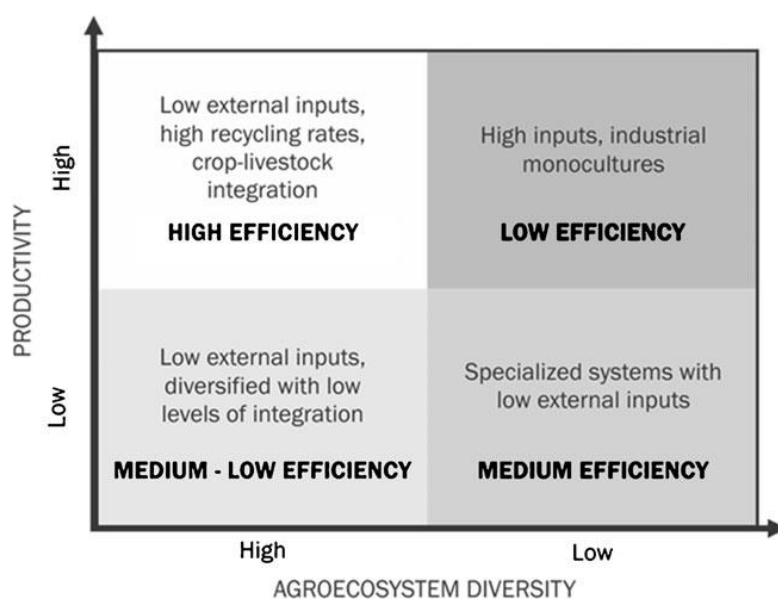 PRODUCTIVITY
High
Low
Low external inputs,
high recycling rates,
crop-livestock
integration
HIGH EFFICIENCY
High inputs, industrial
monocultures
LOW EFFICIENCY
Low external inputs,
diversified with low
levels of integration
MEDIUM - LOW EFFICIENCY
Specialized systems with
low external inputs
MEDIUM EFFICIENCY
High
Low
AGROECOSYSTEM DIVERSITY